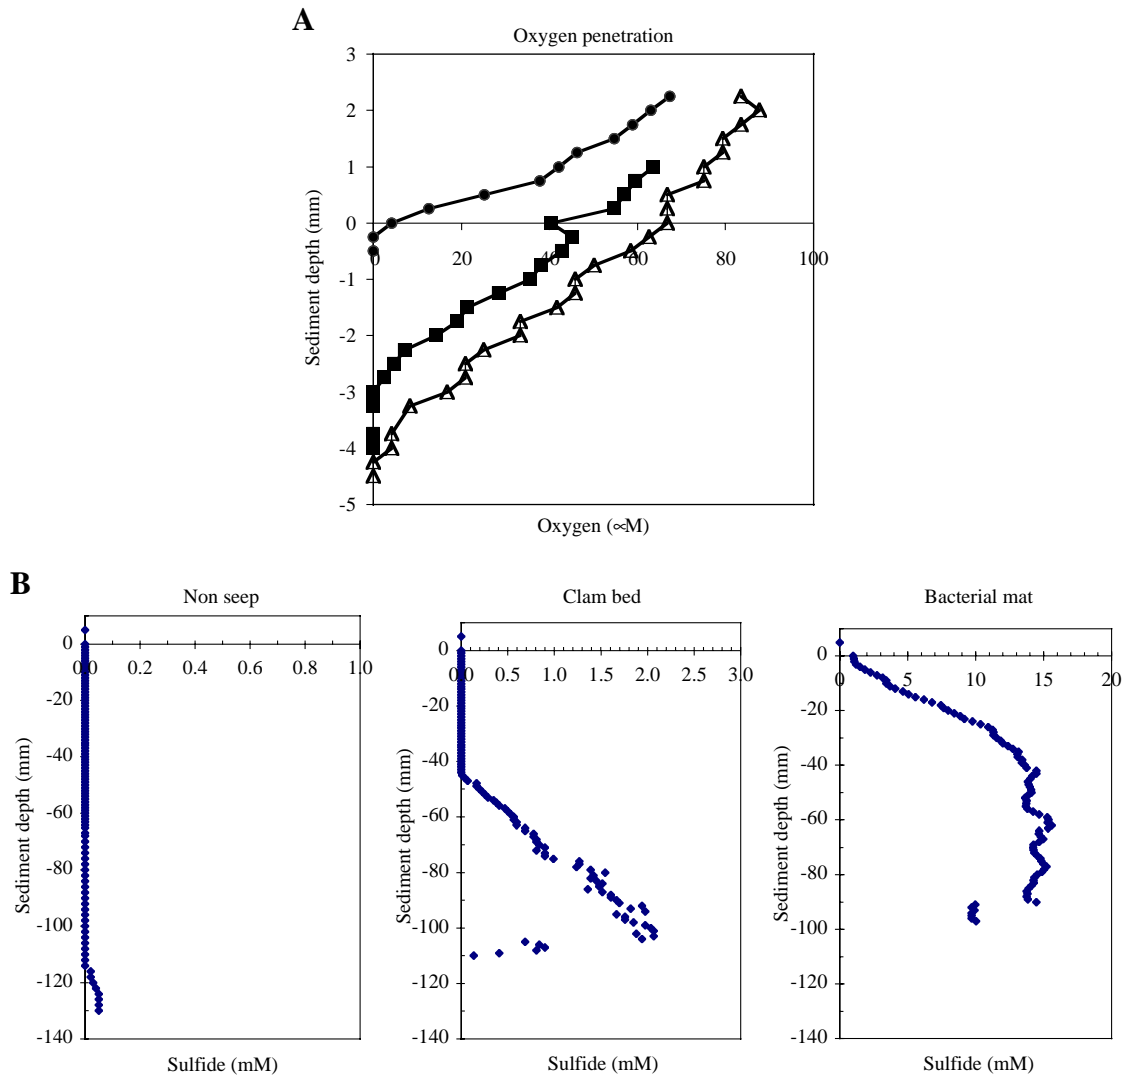 A
Oxygen penetration
3
2
1
0
-1
-2
-3
-4
-5
0 20 40 60 80 100
Sediment depth (mm)
Oxygen (∝M)
B
Non seep
0
-20
-40
-60
-80
-100
-120
-140
0.0 0.2 0.4 0.6 0.8 1.0
Sediment depth (mm)
Sulfide (mM)
Clam bed
0
-20
-40
-60
-80
-100
-120
-140
0.0 0.5 1.0 1.5 2.0 3.0
Sediment depth (mm)
Sulfide (mM)
Bacterial mat
0
-20
-40
-60
-80
-100
-120
-140
0 5 10 15 20
Sediment depth (mm)
Sulfide (mM)